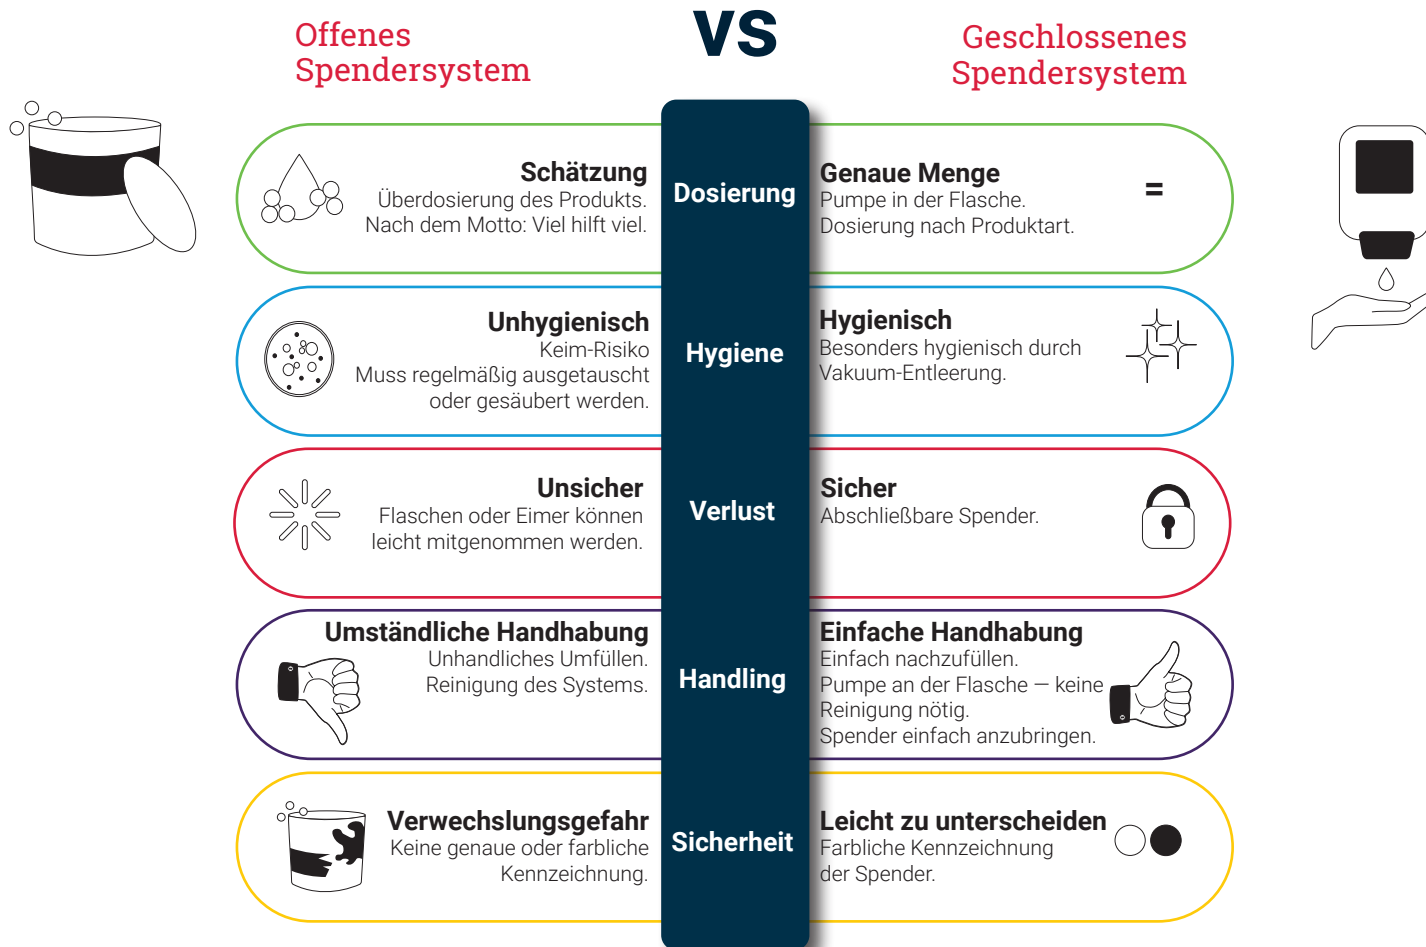 Offenes
Spendersystem
VS
Geschlossenes
Spendersystem
Schätzung
Überdosierung des Produkts.
Nach dem Motto: Viel hilft viel.
Dosierung
Genaue Menge
Pumpe in der Flasche.
Dosierung nach Produktart.
=
Unhygienisch
Keim-Risiko
Muss regelmäßig ausgetauscht
oder gesäubert werden.
Hygiene
Hygienisch
Besonders hygienisch durch
Vakuum-Entleerung.
Unsicher
Flaschen oder Eimer können
leicht mitgenommen werden.
Verlust
Sicher
Abschließbare Spender.
Umständliche Handhabung
Unhandliches Umfüllen.
Reinigung des Systems.
Handling
Einfache Handhabung
Einfach nachzufüllen.
Pumpe an der Flasche — keine
Reinigung nötig.
Spender einfach anzubringen.
Verwechslungsgefahr
Keine genaue oder farbliche
Kennzeichnung.
Sicherheit
Leicht zu unterscheiden
Farbliche Kennzeichnung
der Spender.